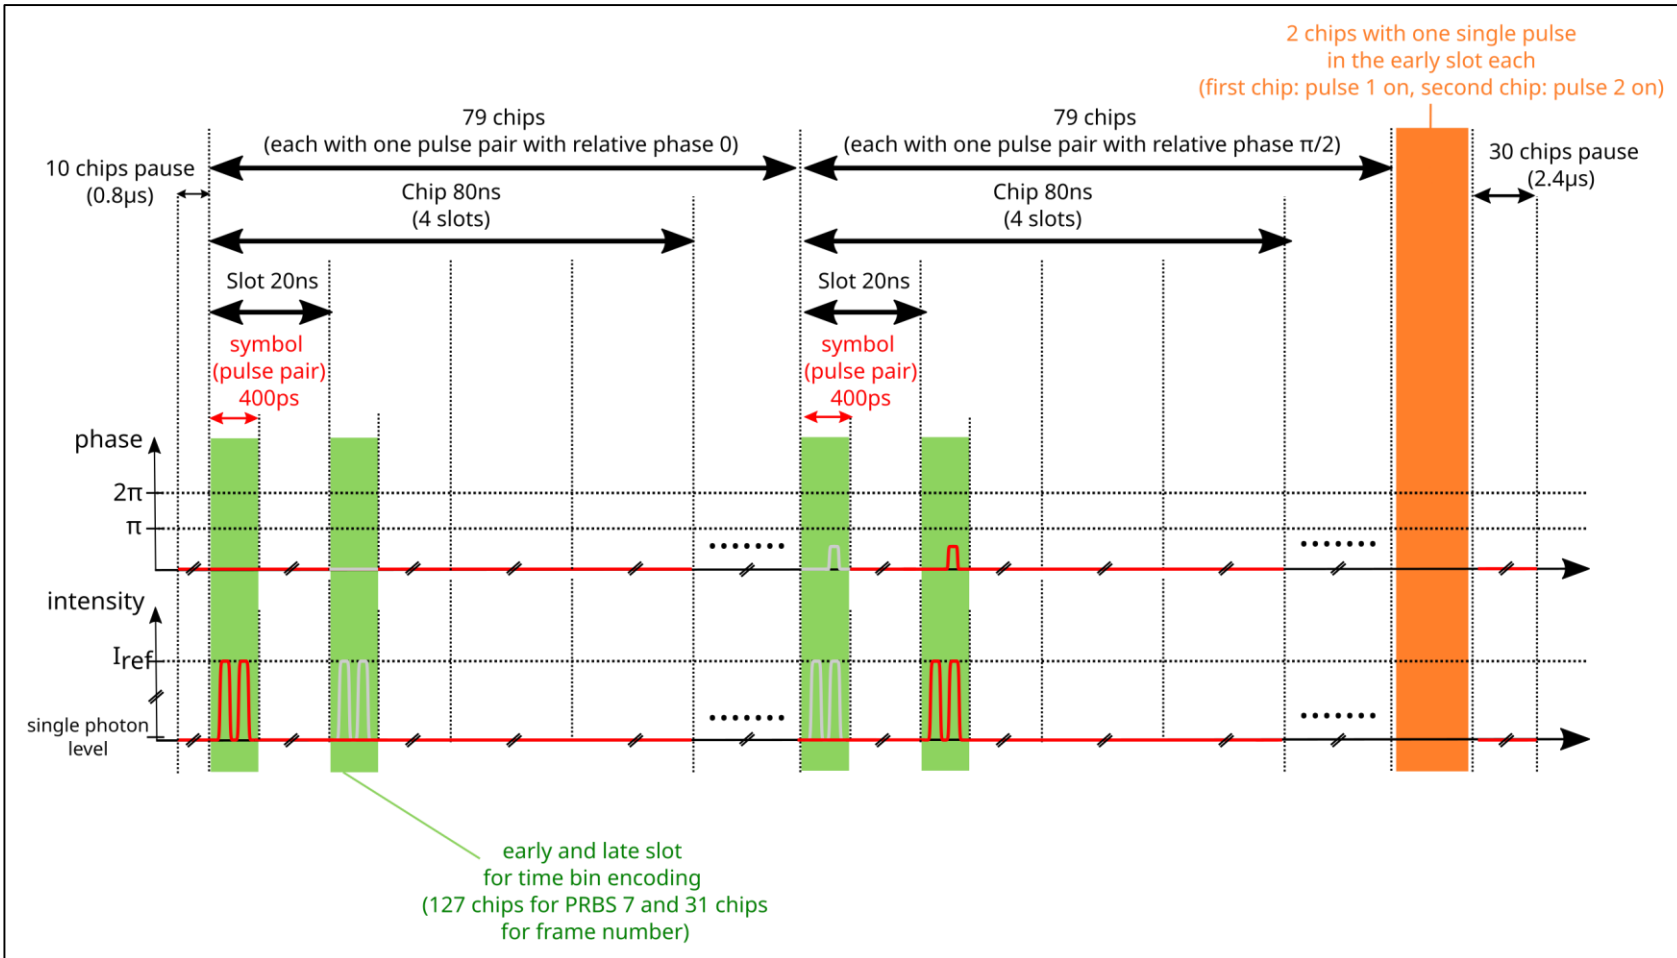 2 chips with one single pulse
in the early slot each
(first chip: pulse 1 on, second chip: pulse 2 on)
79 chips
(each with one pulse pair with relative phase 0)
79 chips
(each with one pulse pair with relative phase π/2)
10 chips pause
(0.8µs)
30 chips pause
(2.4µs)
Chip 80ns
(4 slots)
Chip 80ns
(4 slots)
Slot 20ns
Slot 20ns
symbol
(pulse pair)
400ps
symbol
(pulse pair)
400ps
phase
2π
π
intensity
Iref
single photon
level
early and late slot
for time bin encoding
(127 chips for PRBS 7 and 31 chips
for frame number)